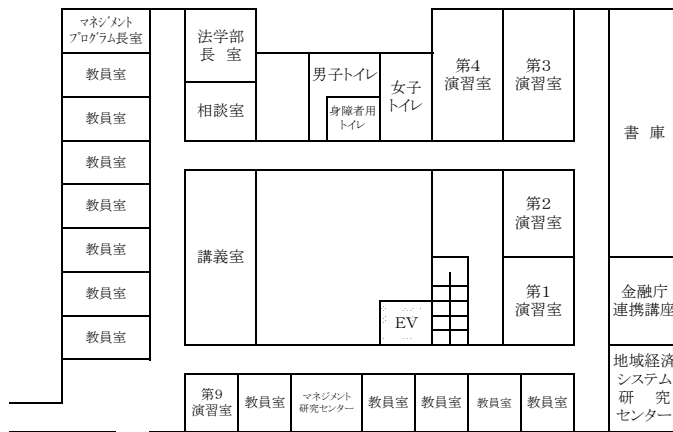 マネジメント
プログラム長室
教員室
教員室
教員室
教員室
教員室
教員室
教員室
法学部
長 室
相談室
男子トイレ
身障者用
トイレ
女子
トイレ
第4
演習室
第3
演習室
書 庫
講義室
EV
第2
演習室
第1
演習室
金融庁
連携講座
地域経済
システム
研 究
センター
第9
演習室
教員室
マネジメント
研究センター
教員室
教員室
教員室
教員室